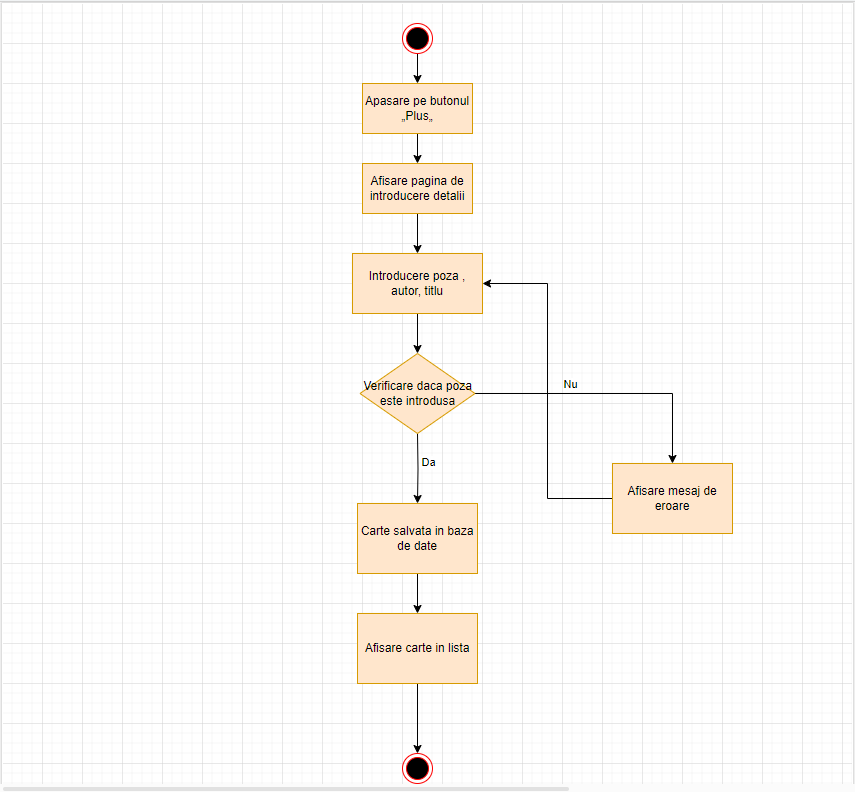 Apasare pe butonul
„Plus„
Afisare pagina de
introducere detalii
Introducere poza ,
autor, titlu
Verificare daca poza
este introdusa
Nu
Da
Afisare mesaj de
eroare
Carte salvata in baza
de date
Afisare carte in lista